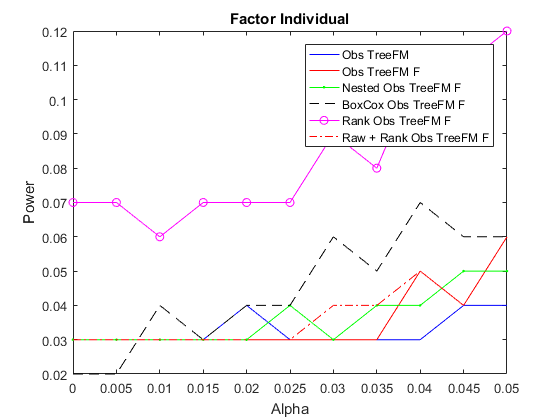 Factor Individual
0.12
0.11
0.1
0.09
0.08
0.07
0.06
0.05
0.04
0.03
0.02
Power
Obs TreeFM
Obs TreeFM F
Nested Obs TreeFM F
BoxCox Obs TreeFM F
Rank Obs TreeFM F
Raw + Rank Obs TreeFM F
0 0.005 0.01 0.015 0.02 0.025 0.03 0.035 0.04 0.045 0.05
Alpha